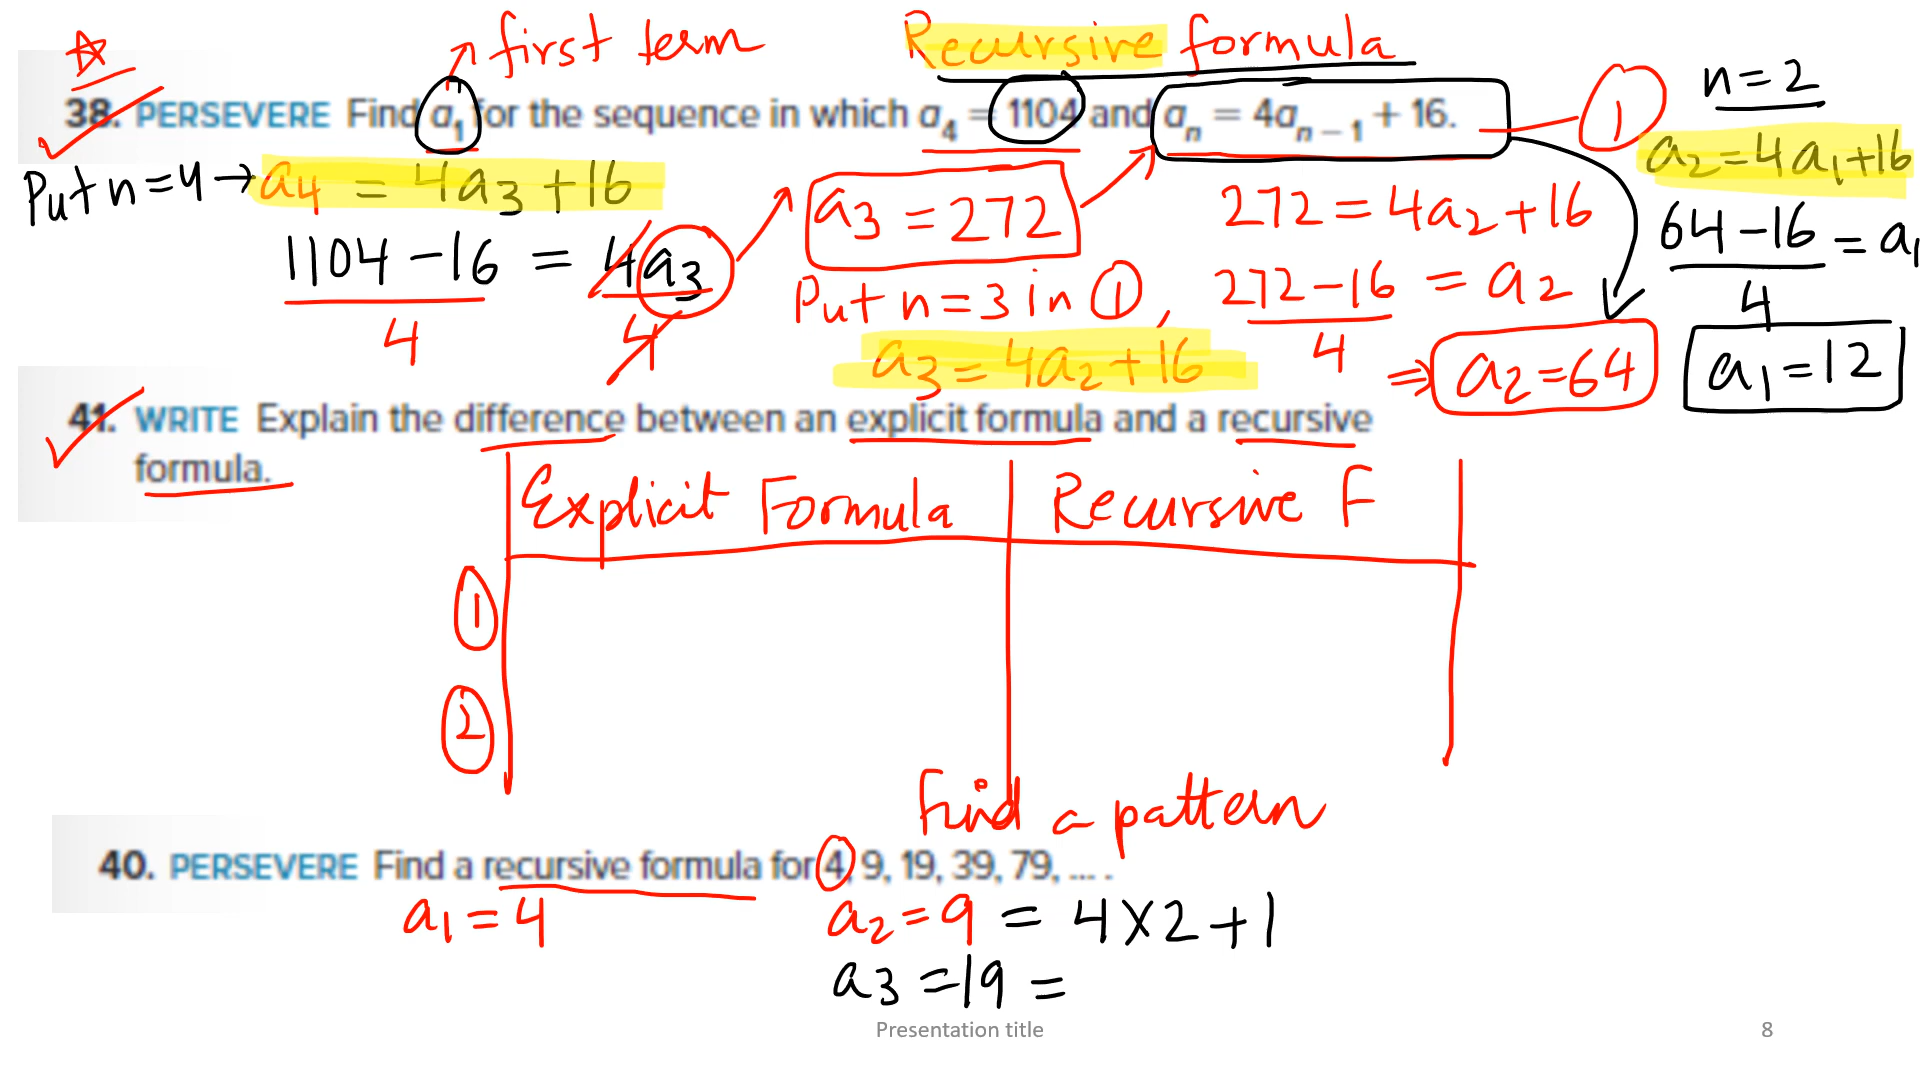 first term
Recursive formula
n=2
38. PERSEVERE Find a₁ for the sequence in which a₄ = 1104 and aₙ = 4aₙ₋₁ + 16.
①
Put n=4→ a₄ = 4a₃+16
a₂=4a₁+16
a₃ = 272
272=4a₂+16
64-16/4 = a₁
1104-16/4 = 4a₃/4
Put n=3 in ①,
272-16/4 = a₂
a₃ = 4a₂+16
⇒ a₂=64
a₁=12
41. WRITE Explain the difference between an explicit formula and a recursive
formula.
Explicit Formula
Recursive F
①
②
Find a pattern
40. PERSEVERE Find a recursive formula for 4, 9, 19, 39, 79, ... .
a₁=4
a₂=9 = 4×2+1
a₃=19=
Presentation title
8